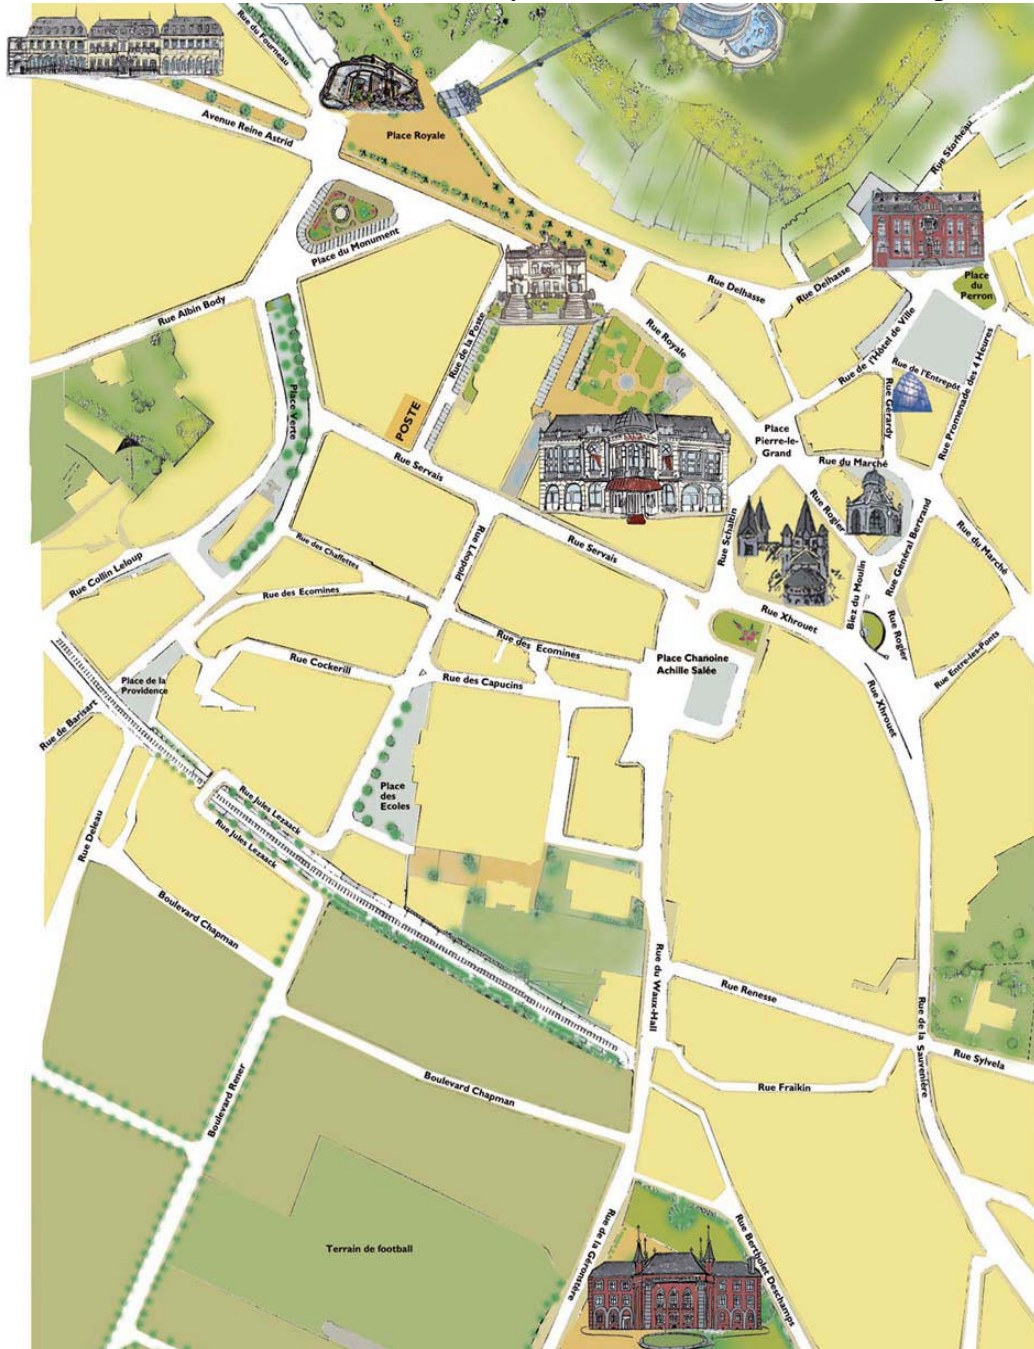 Rue du Fourneau
Avenue Reine Astrid
Place Royale
Rue Storheau
Place du Monument
Rue Albin Body
Rue Delhasse
Rue Delhasse
Place
du
Perron
Rue de la Poste
Rue Royale
Rue de l'Hôtel de Ville
Rue de l'Entrepôt
Rue Promenade des 4 Heures
Rue Gérardy
Place Verte
POSTE
Rue Servais
Place
Pierre-le-
Grand
Rue du Marché
Rue Rogier
Rue Schaltin
Rue Général Bertrand
Rue du Marché
Rue Servais
Rue Léopold
Rue des Chaffettes
Rue Collin Leloup
Rue des Ecomines
Biez du Moulin
Rue Xhrouet
Rue Rogier
Rue des Ecomines
Rue Entre-les-Ponts
Place Chanoine
Achille Salée
Rue Cockerill
Rue des Capucins
Place de la
Providence
Rue de Barisart
Rue Xhrouet
Place
des
Ecoles
Rue Jules Lezaack
Rue Jules Lezaack
Rue Deleau
Boulevard Chapman
Rue du Waux-Hall
Rue Renesse
Rue de la Sauvenière
Rue Sylvela
Rue Fraikin
Boulevard Chapman
Boulevard Rener
Rue de la Géronstère
Rue Bertholet Deschamps
Terrain de football